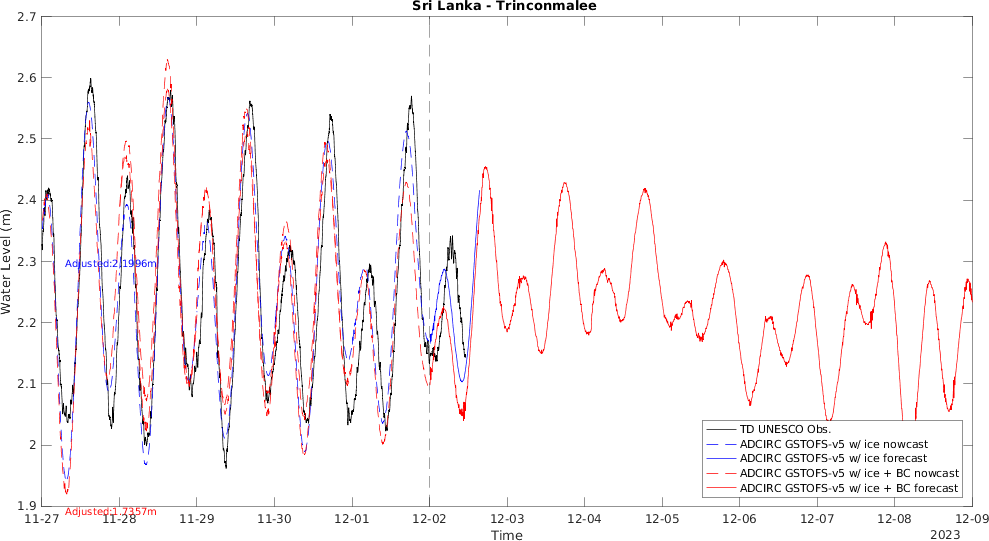 Sri Lanka - Trinconmalee
2.7
2.6
2.5
2.4
2.3
2.2
2.1
2
1.9
Water Level (m)
Adjusted:2.1996m
Adjusted:1.7357m
TD UNESCO Obs.
ADCIRC GSTOFS-v5 w/ ice nowcast
ADCIRC GSTOFS-v5 w/ ice forecast
ADCIRC GSTOFS-v5 w/ ice + BC nowcast
ADCIRC GSTOFS-v5 w/ ice + BC forecast
11-27 11-28 11-29 11-30 12-01 12-02 12-03 12-04 12-05 12-06 12-07 12-08 12-09
Time
2023